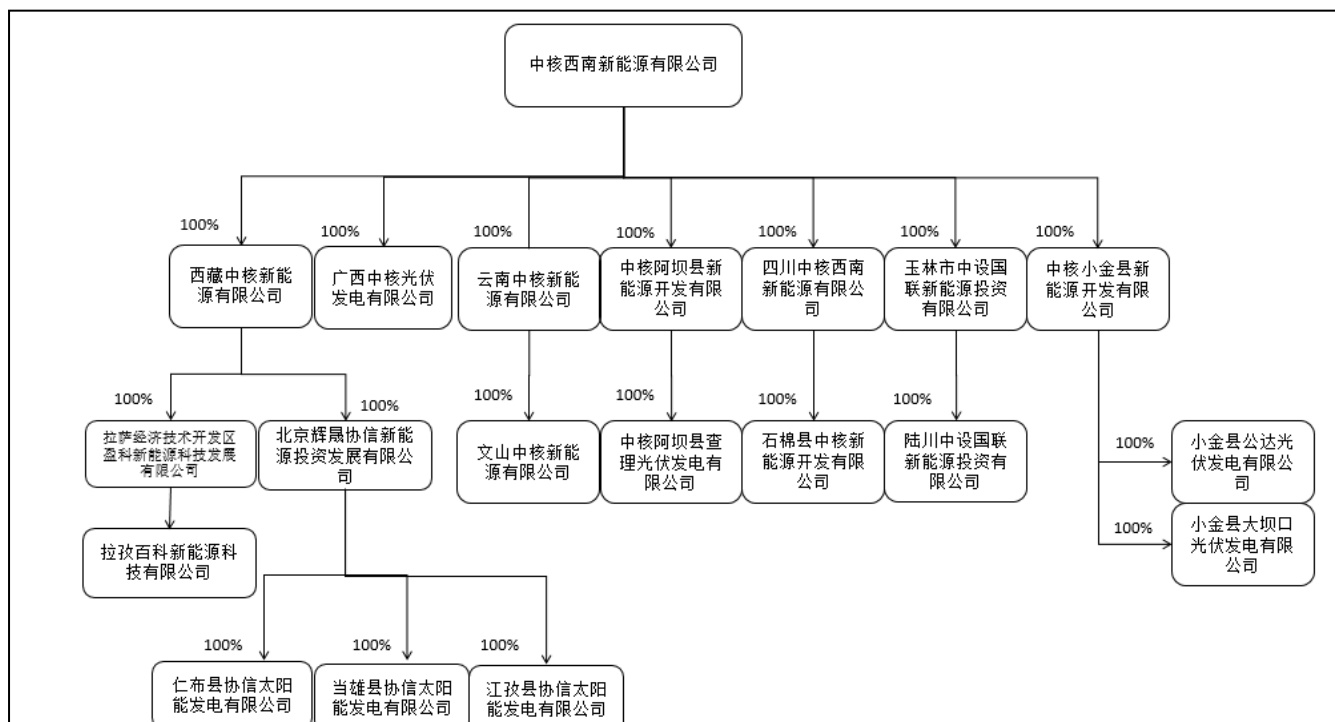 中核西南新能源有限公司
100%
100%
100%
100%
100%
100%
100%
西藏中核新能
源有限公司
广西中核光伏
发电有限公司
云南中核新能
源有限公司
中核阿坝县新
能源开发有限
公司
四川中核西南
新能源有限公
司
玉林市中设国
联新能源投资
有限公司
中核小金县新
能源开发有限
公司
100%
100%
100%
100%
100%
100%
拉萨经济技术开发区
盈科新能源科技发展
有限公司
北京辉晟协信新能
源投资发展有限公
司
文山中核新能
源有限公司
中核阿坝县查
理光伏发电有
限公司
石棉县中核新
能源开发有限
公司
陆川中设国联
新能源投资有
限公司
100%
小金县公达光
伏发电有限公
司
100%
拉孜百科新能源科
技有限公司
100%
小金县大坝口
光伏发电有限
公司
100%
100%
100%
仁布县协信太阳
能发电有限公司
当雄县协信太阳
能发电有限公司
江孜县协信太阳
能发电有限公司